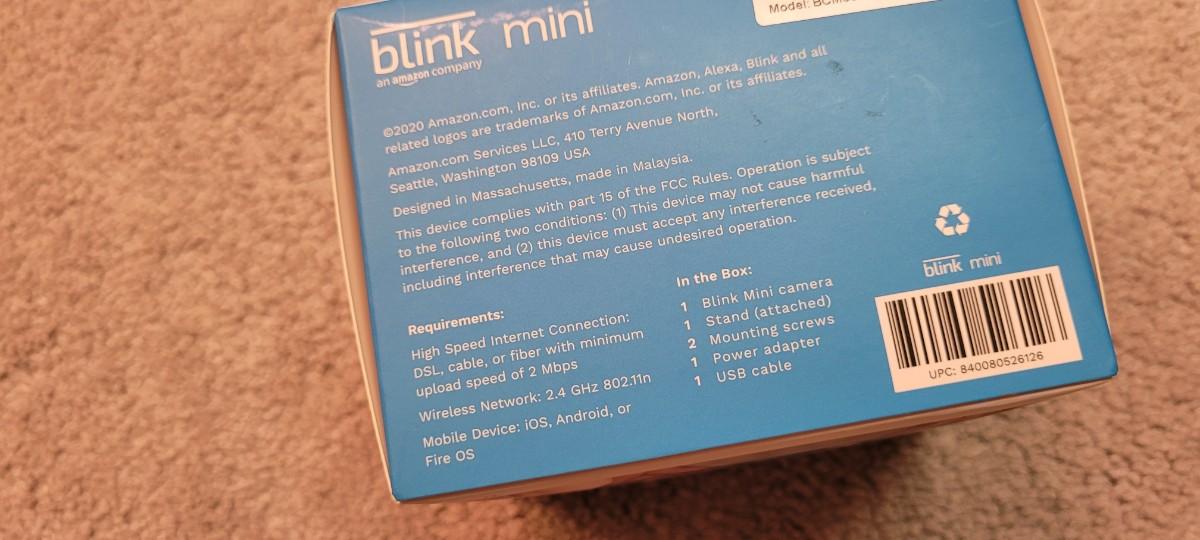 blink mini
an amazon company
Model:
©2020 Amazon.com, Inc. or its affiliates. Amazon, Alexa, Blink and all
related logos are trademarks of Amazon.com, Inc. or its affiliates.
Amazon.com Services LLC, 410 Terry Avenue North,
Seattle, Washington 98109 USA
Designed in Massachusetts, made in Malaysia.
This device complies with part 15 of the FCC Rules. Operation is subject
to the following two conditions: (1) This device may not cause harmful
interference, and (2) this device must accept any interference received,
including interference that may cause undesired operation.
Requirements:
High Speed Internet Connection:
DSL, cable, or fiber with minimum
upload speed of 2 Mbps
Wireless Network: 2.4 GHz 802.11n
Mobile Device: iOS, Android, or
Fire OS
In the Box:
1 Blink Mini camera
1 Stand (attached)
2 Mounting screws
1 Power adapter
1 USB cable
blink mini
UPC: 840080526126